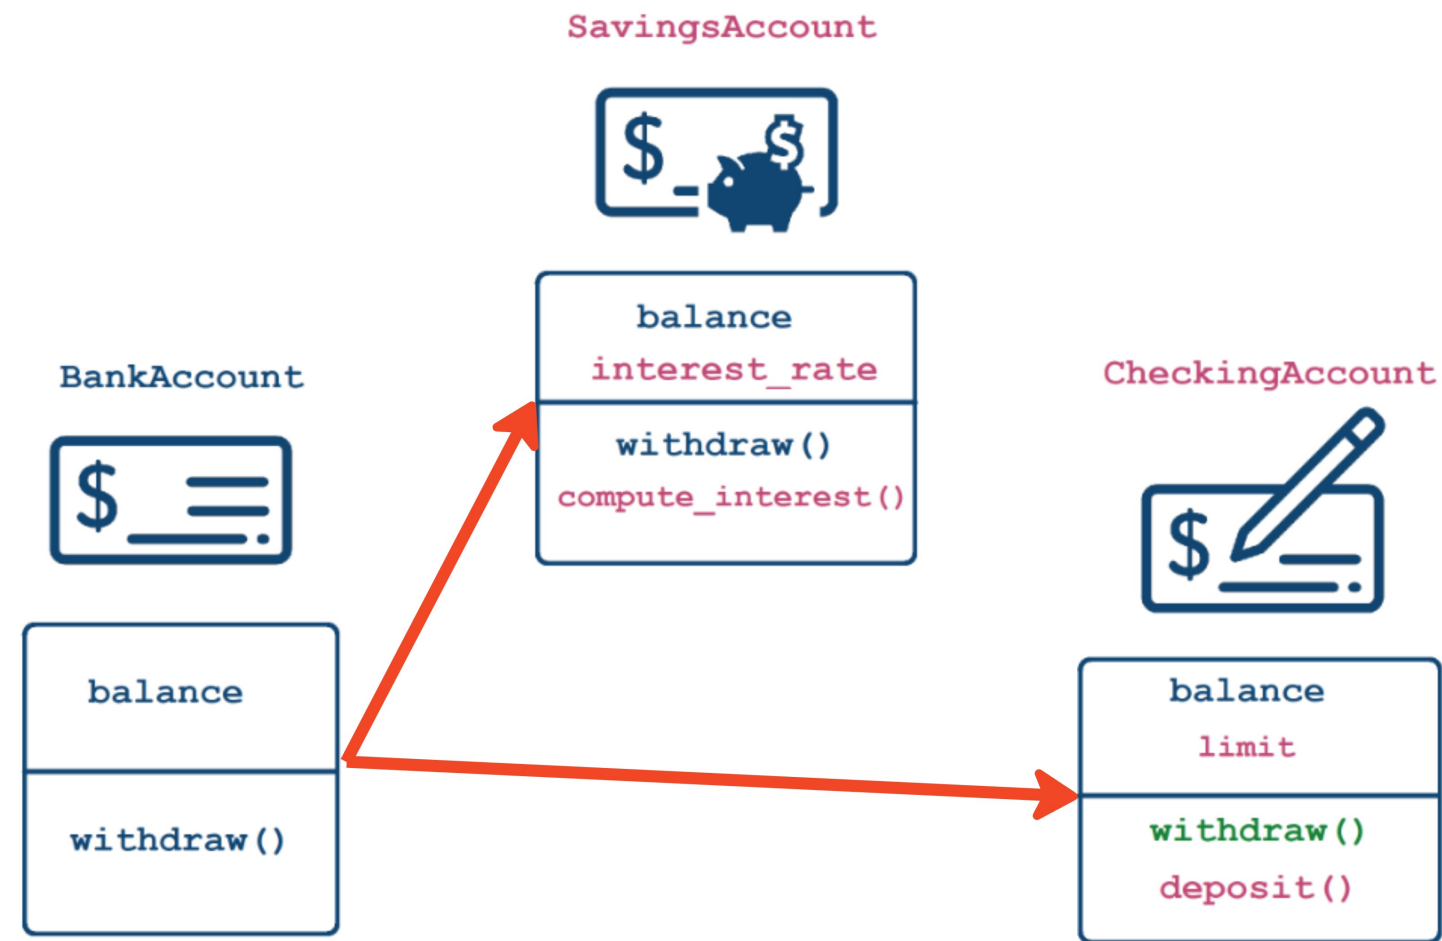 SavingsAccount
$
$
balance
interest_rate
withdraw()
compute_interest()
BankAccount
$
balance
withdraw()
CheckingAccount
$
balance
limit
withdraw()
deposit()